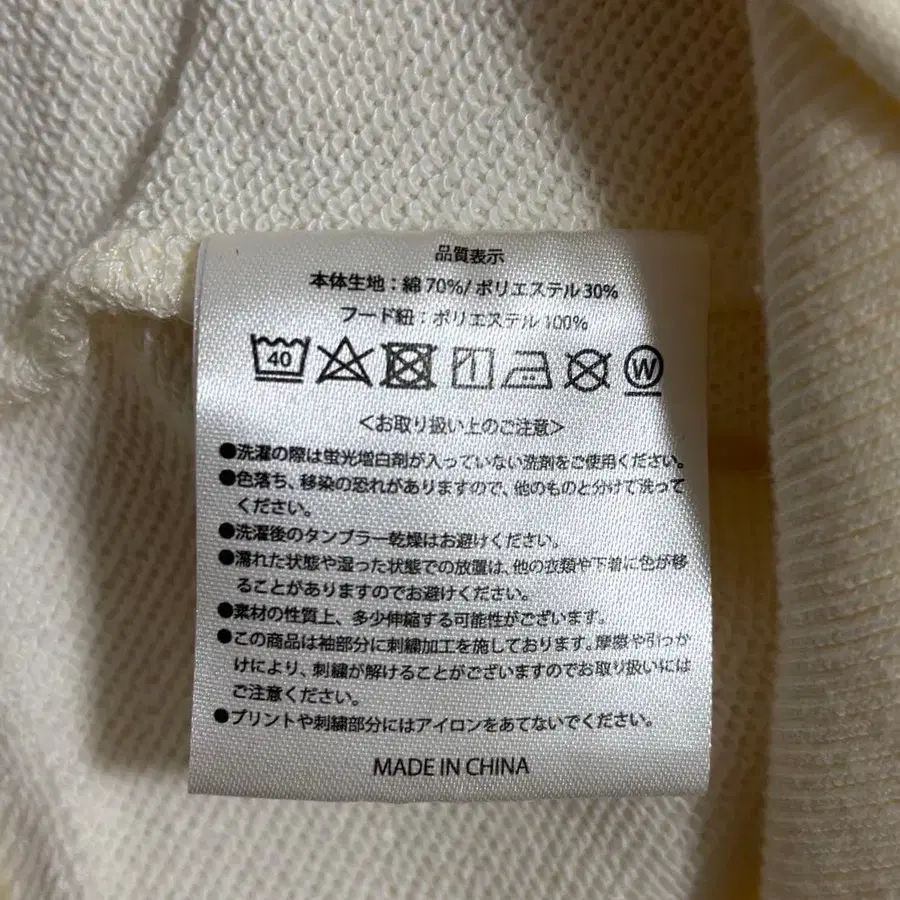 品質表示
本体生地：綿 70%/ ポリエステル 30%
フード紐：ポリエステル 100%
40 W
＜お取り扱い上のご注意＞
●洗濯の際は蛍光増白剤が入っていない洗剤をご使用ください。
●色落ち、移染の恐れがありますので、他のものと分けて洗って
ください。
●洗濯後のタンブラー乾燥はお避けください。
●濡れた状態や湿った状態での放置は、他の衣類や下着に色が移
ることがありますのでお避けください。
●素材の性質上、多少伸縮する可能性がございます。
●この商品は袖部分に刺繍加工を施しております。摩擦や引っか
けにより、刺繍が解けることがございますのでお取り扱いには
ご注意ください。
●プリントや刺繍部分にはアイロンをあてないでください。
MADE IN CHINA